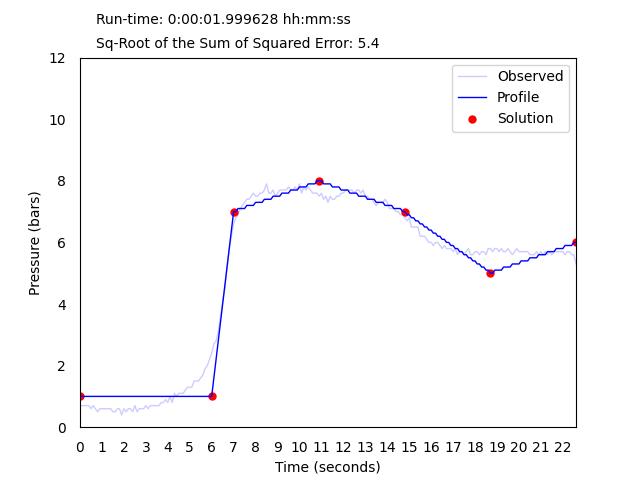 Run-time: 0:00:01.999628 hh:mm:ss
Sq-Root of the Sum of Squared Error: 5.4
12
10
8
6
4
2
0
Pressure (bars)
Observed
Profile
Solution
0 1 2 3 4 5 6 7 8 9 10 11 12 13 14 15 16 17 18 19 20 21 22
Time (seconds)